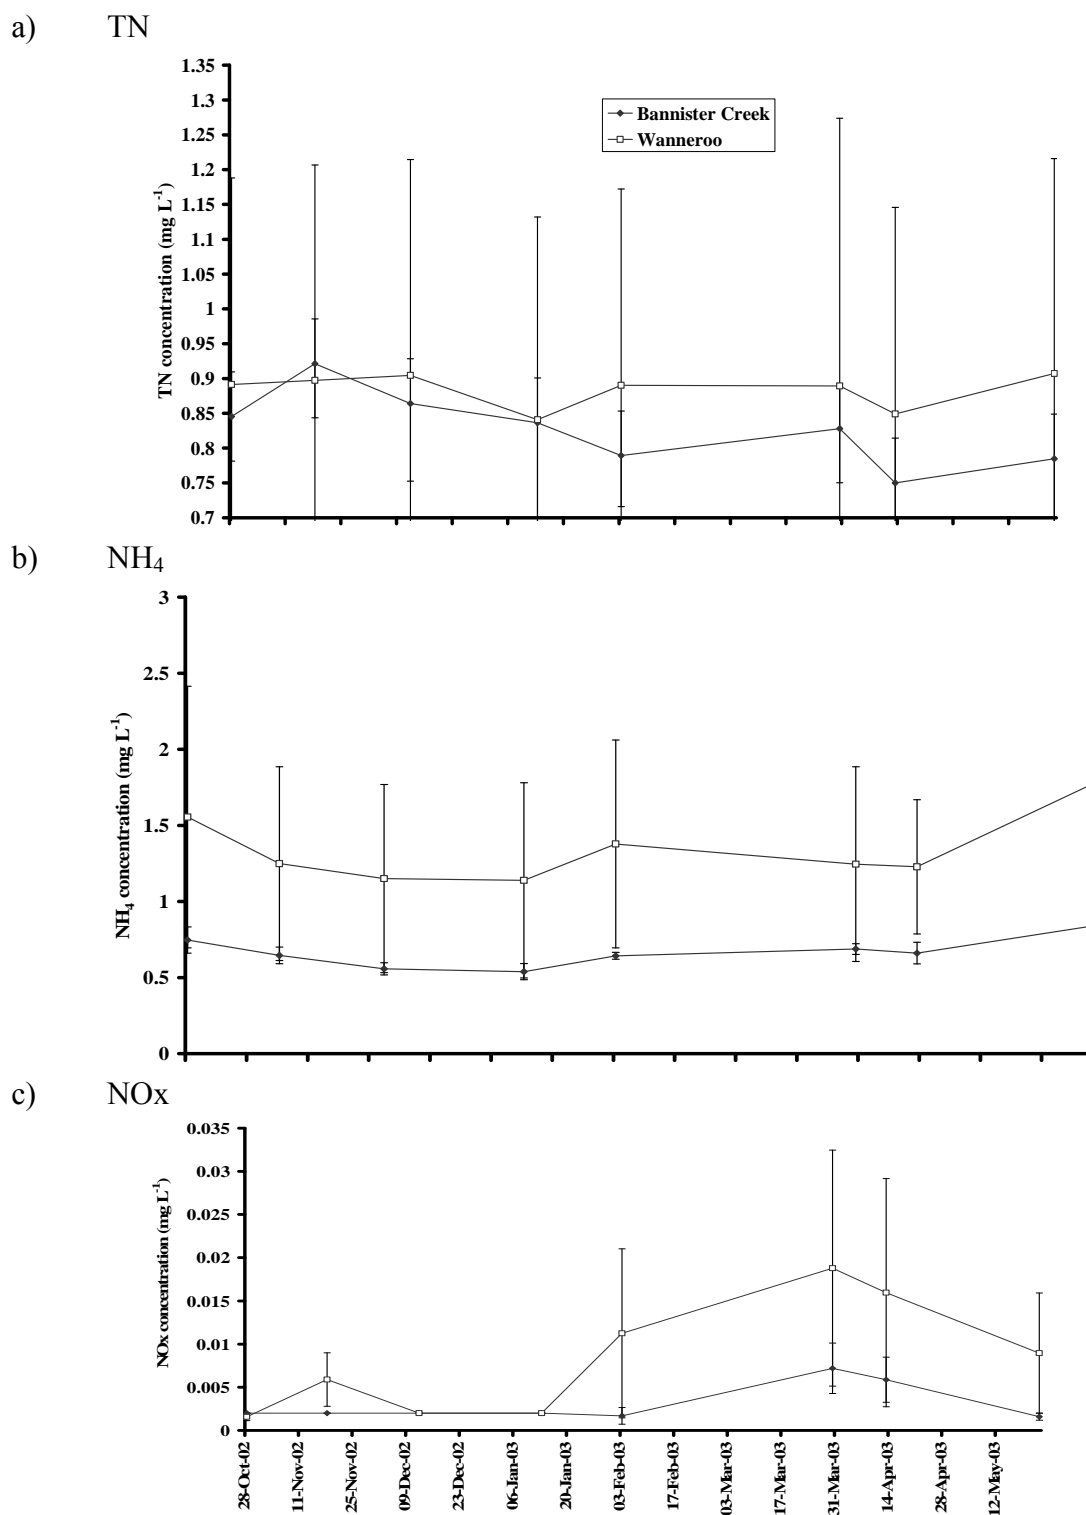 a) TN
1.35
1.3
1.25
1.2
1.15
1.1
1.05
1
0.95
0.9
0.85
0.8
0.75
0.7
TN concentration (mg L-1)
Bannister Creek
Wanneroo
b) NH4
3
2.5
2
1.5
1
0.5
0
NH4 concentration (mg L-1)
c) NOx
0.035
0.03
0.025
0.02
0.015
0.01
0.005
0
NOx concentration (mg L-1)
28-Oct-02
11-Nov-02
25-Nov-02
09-Dec-02
23-Dec-02
06-Jan-03
20-Jan-03
03-Feb-03
17-Feb-03
03-Mar-03
17-Mar-03
31-Mar-03
14-Apr-03
28-Apr-03
12-May-03